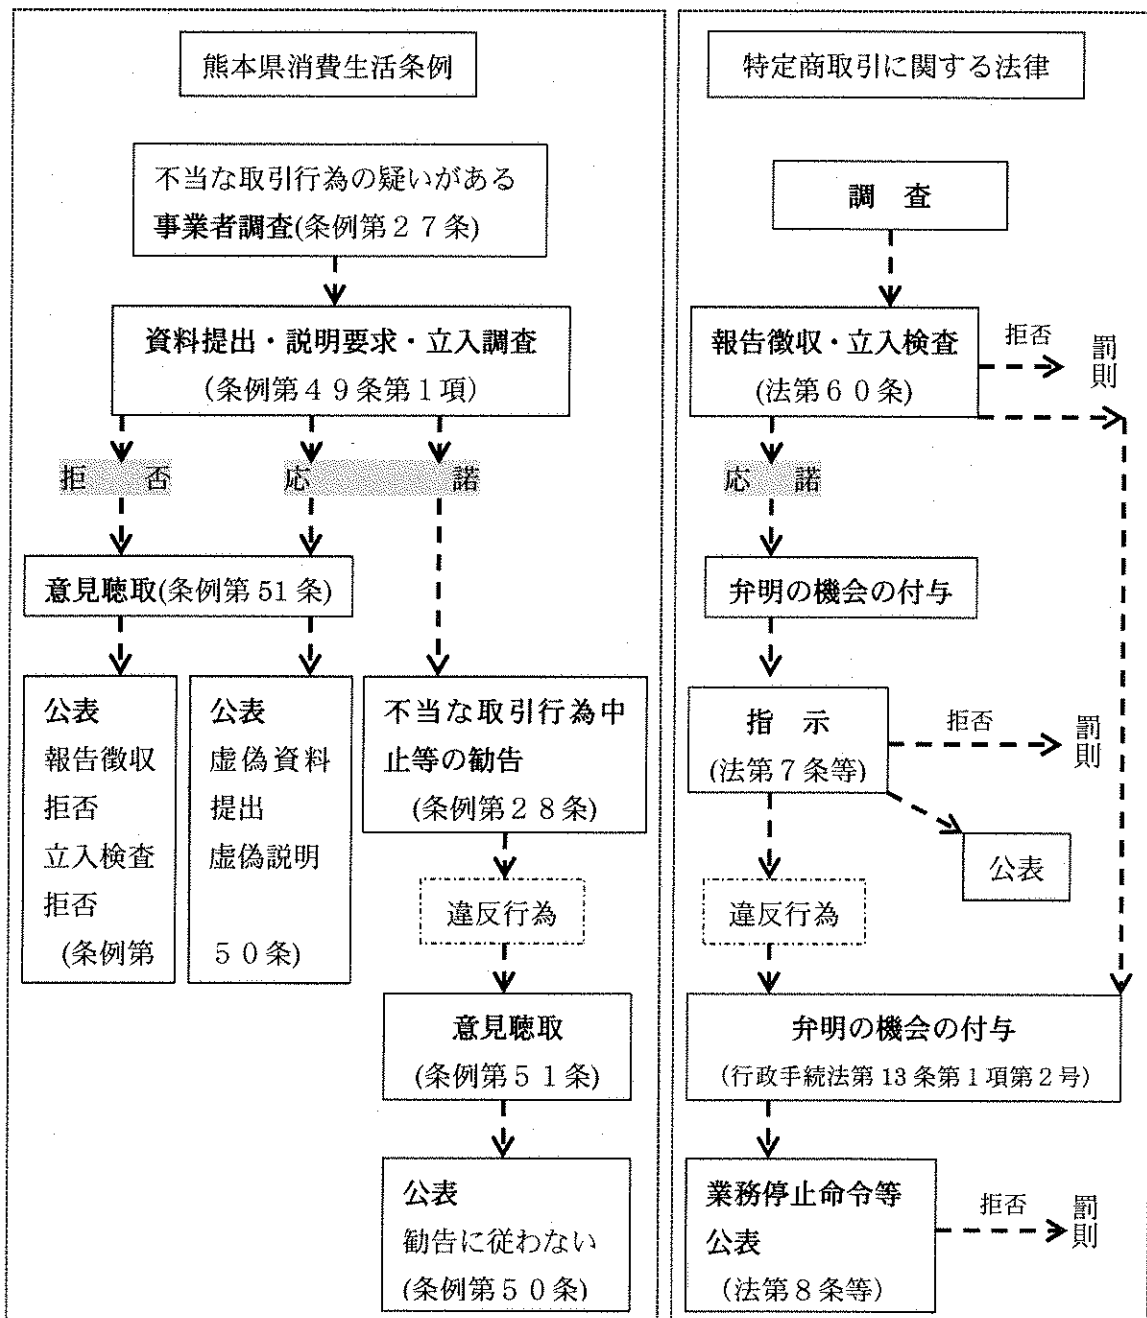 熊本県消費生活条例
不当な取引行為の疑いがある
事業者調査(条例第２７条)
資料提出・説明要求・立入調査
(条例第４９条第１項)
拒　否
応　諾
意見聴取(条例第 51 条)
公表
報告徴収
拒否
立入検査
拒否
(条例第
公表
虚偽資料
提出
虚偽説明
５０条)
不当な取引行為中
止等の勧告
(条例第２８条)
違反行為
意見聴取
(条例第５１条)
公表
勧告に従わない
(条例第５０条)
特定商取引に関する法律
調　査
報告徴収・立入検査
(法第６０条)
拒否
罰則
応　諾
弁明の機会の付与
指　示
(法第７条等)
拒否
罰則
公表
違反行為
弁明の機会の付与
(行政手続法第 13 条第１項第２号)
業務停止命令等
公表
(法第８条等)
拒否
罰則